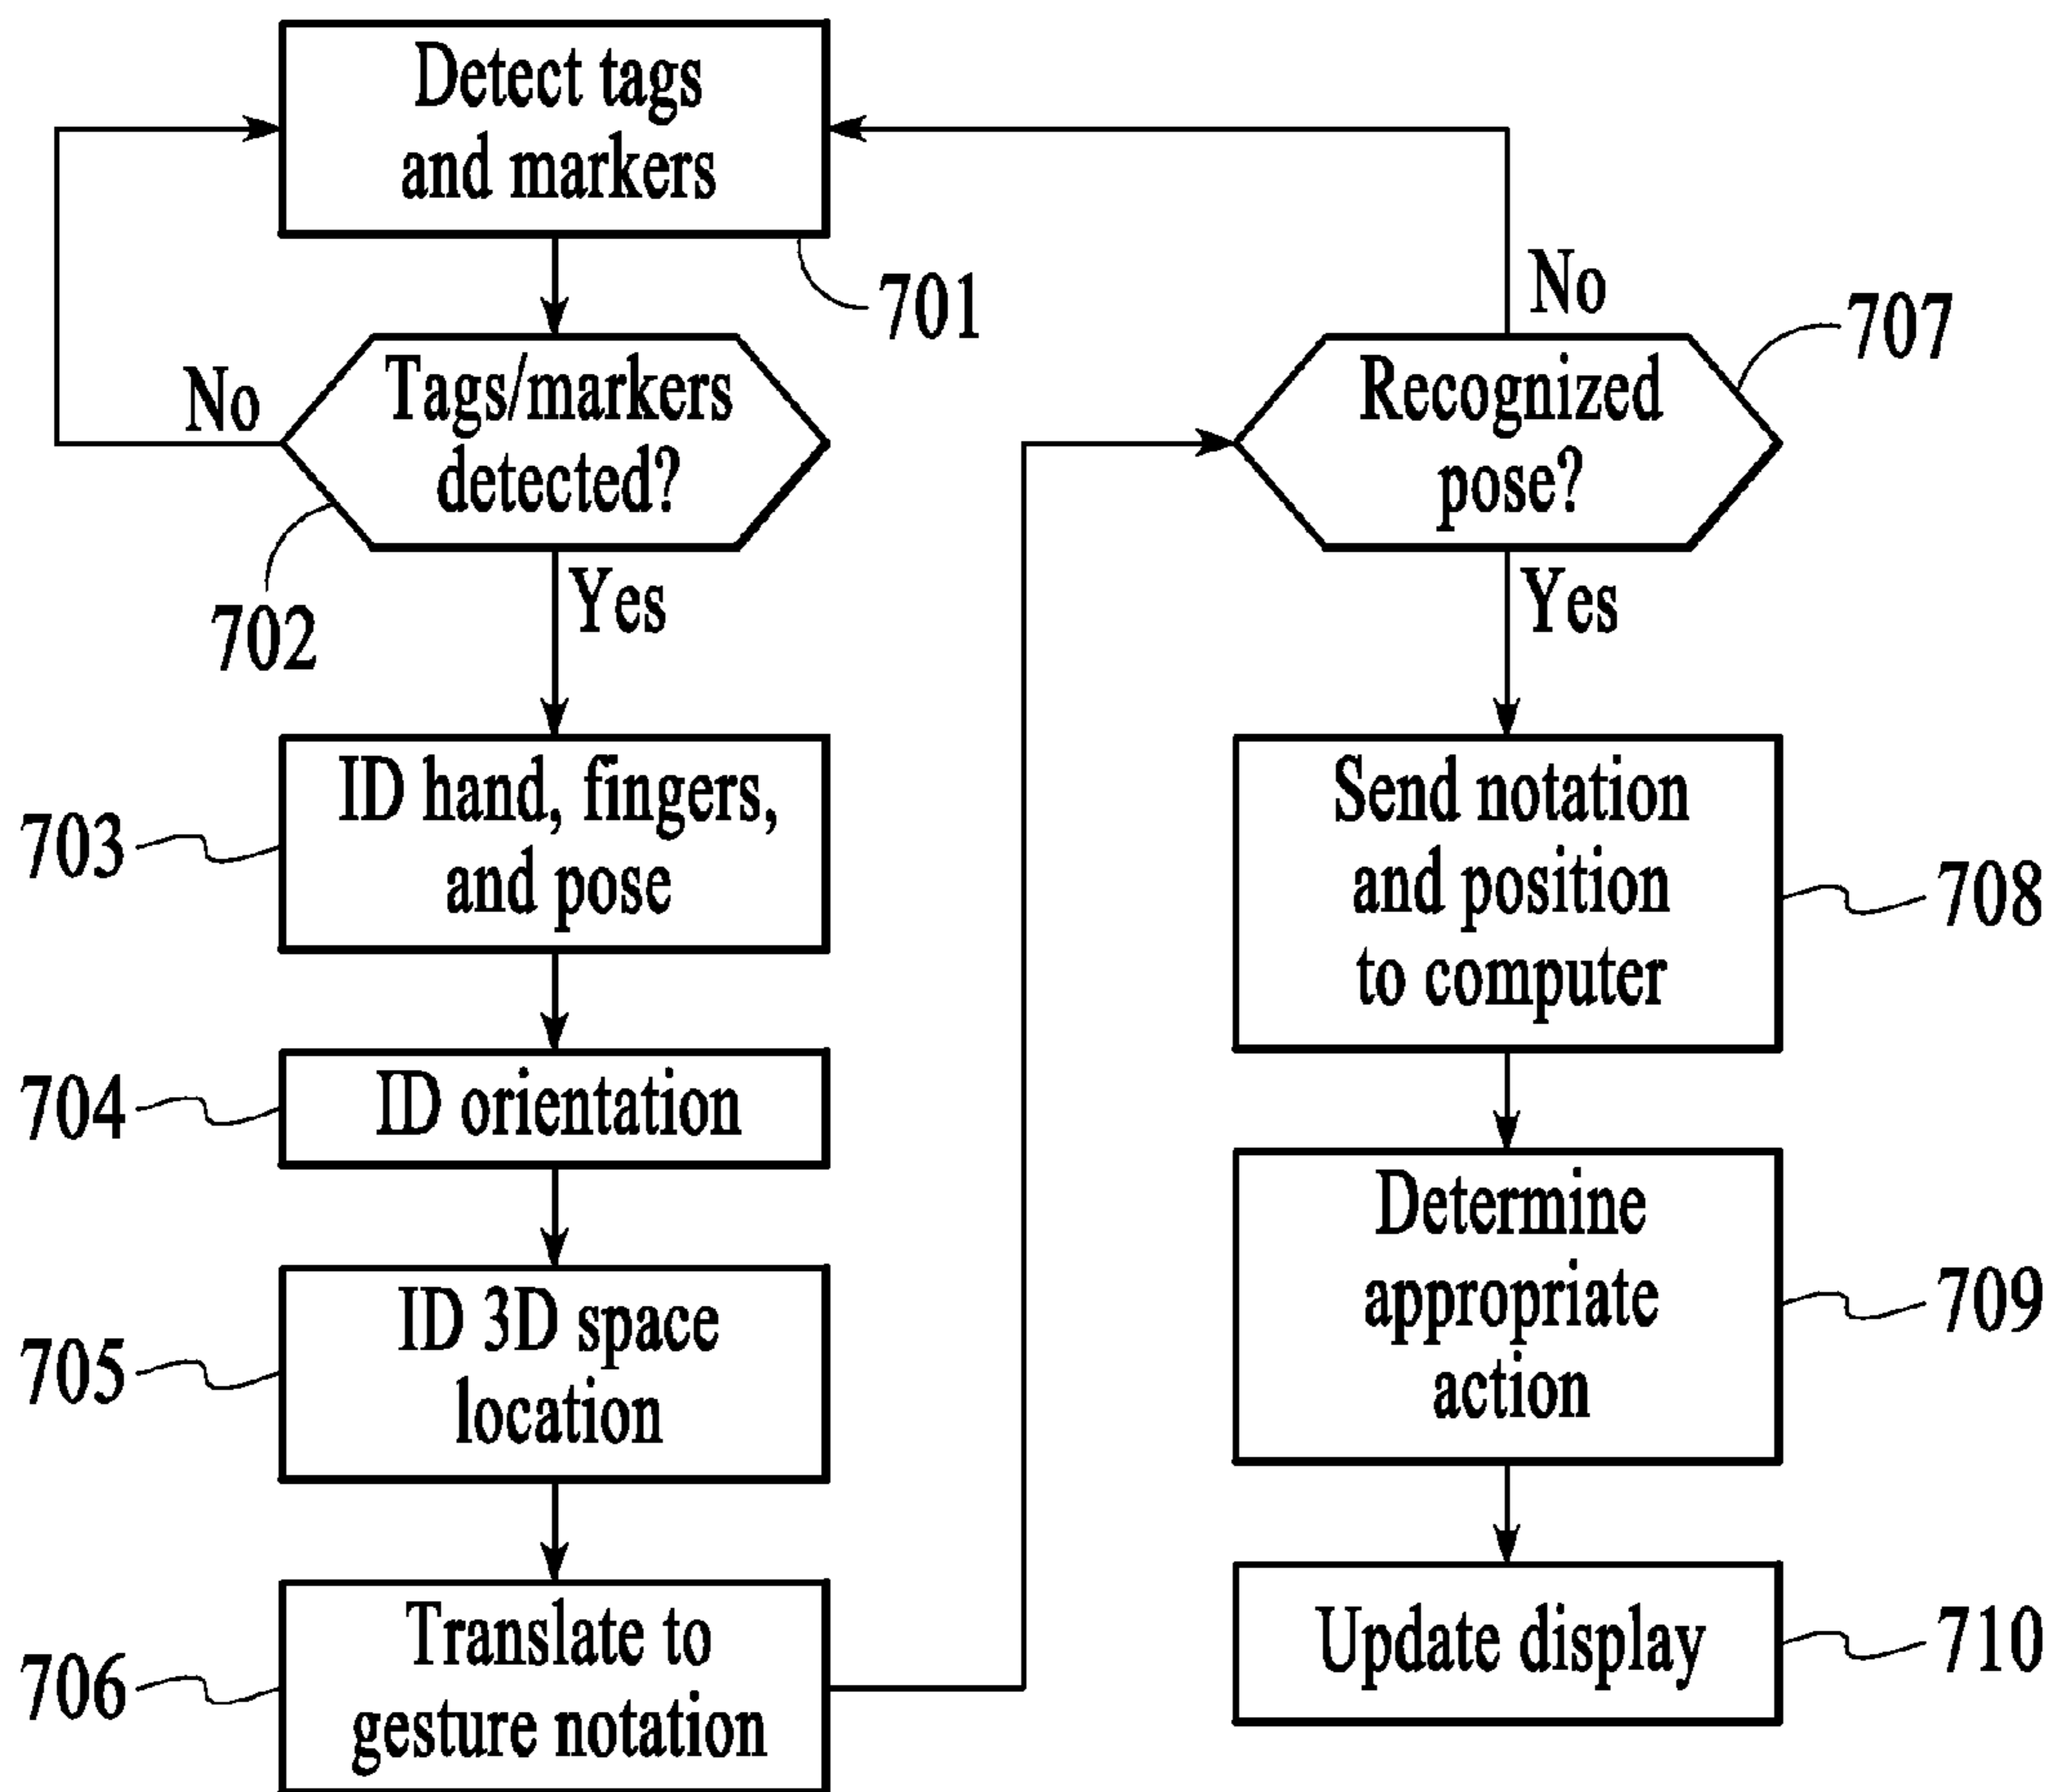 Detect tags
and markers
701
Tags/markers
detected?
No
702
Yes
703
ID hand, fingers,
and pose
704
ID orientation
705
ID 3D space
location
706
Translate to
gesture notation
No
707
Recognized
pose?
Yes
Send notation
and position
to computer
708
Determine
appropriate
action
709
Update display
710